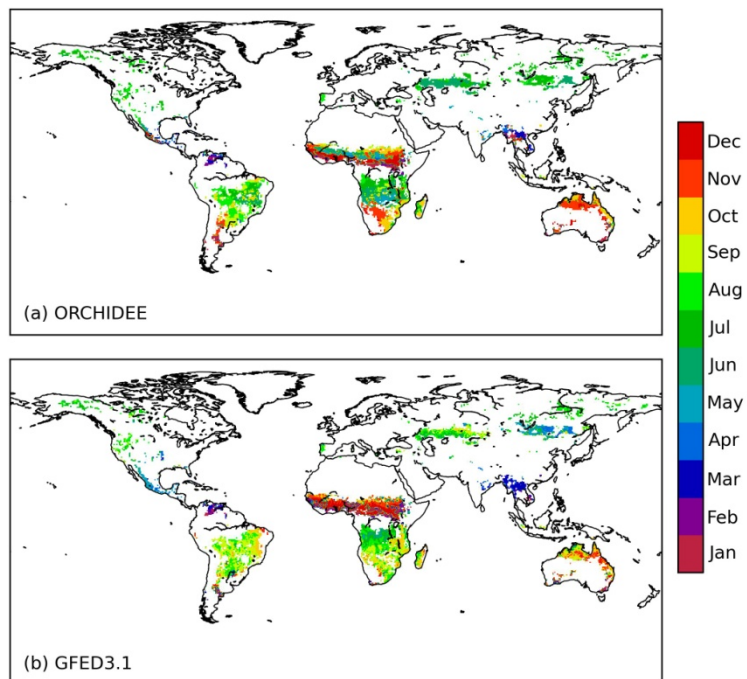 (a) ORCHIDEE
Dec
Nov
Oct
Sep
Aug
Jul
Jun
May
Apr
Mar
Feb
Jan
(b) GFED3.1